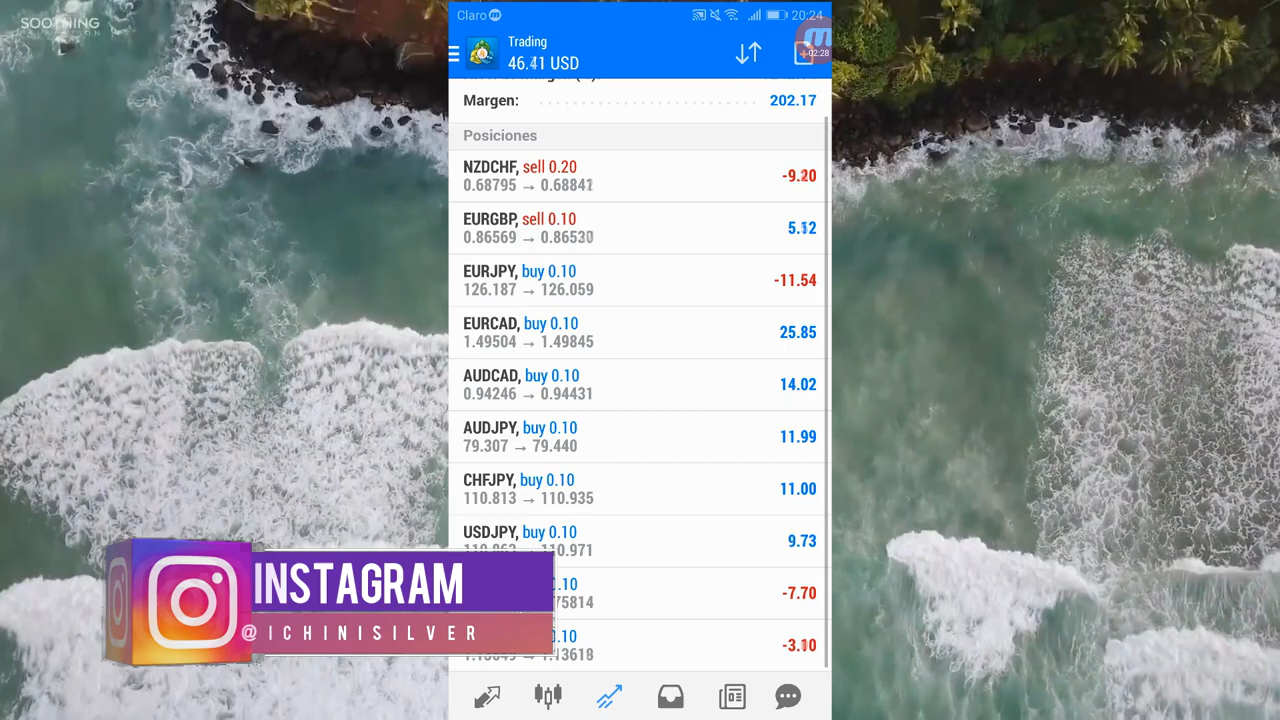 SOOTHING
Claro
20:24
Trading
46.41 USD
02:28
Margen: 202.17
Posiciones
NZDCHF, sell 0.20
0.68795 → 0.68841
-9.20
EURGBP, sell 0.10
0.86569 → 0.86530
5.12
EURJPY, buy 0.10
126.187 → 126.059
-11.54
EURCAD, buy 0.10
1.49504 → 1.49845
25.85
AUDCAD, buy 0.10
0.94246 → 0.94431
14.02
AUDJPY, buy 0.10
79.307 → 79.440
11.99
CHFJPY, buy 0.10
110.813 → 110.935
11.00
USDJPY, buy 0.10
110.971
9.73
.10
75814
-7.70
.10
1.13618
-3.10
INSTAGRAM
@ICHINISILVER